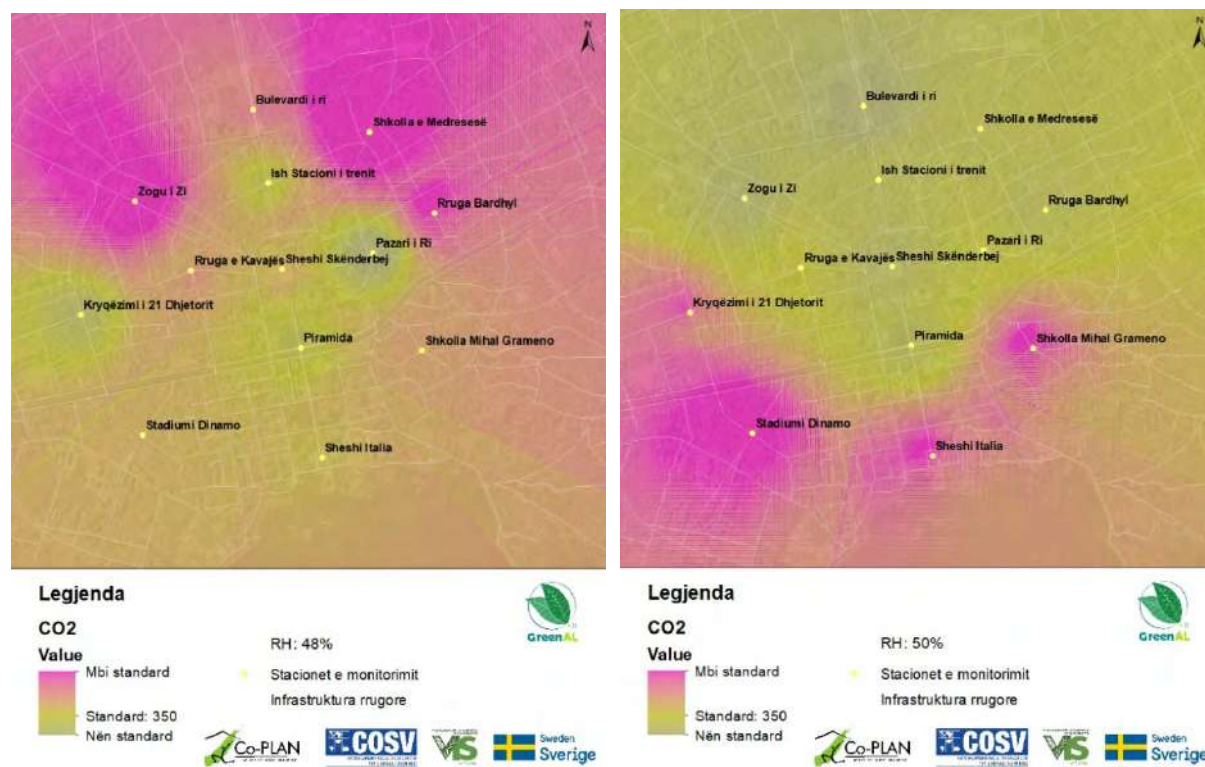 N
Bulevardi i ri
Shkolla e Medresesë
Ish Stacioni i trenit
Zogu I Zi
Rruga Bardhyl
Pazari i Ri
Rruga e Kavajës
Sheshi Skënderbej
Kryqëzimi i 21 Dhjetorit
Piramida
Shkolla Mihal Grameno
Stadiumi Dinamo
Sheshi Italia
Legjenda
CO2
Value
Mbi standard
Standard: 350
Nën standard
RH: 48%
Stacionet e monitorimit
Infrastruktura rrugore
GreenAL
Co-PLAN
COSV
VIS
Sweden
Sverige
N
Bulevardi i ri
Shkolla e Medresesë
Ish Stacioni i trenit
Zogu I Zi
Rruga Bardhyl
Pazari i Ri
Rruga e Kavajës
Sheshi Skënderbej
Kryqëzimi i 21 Dhjetorit
Piramida
Shkolla Mihal Grameno
Stadiumi Dinamo
Sheshi Italia
Legjenda
CO2
Value
Mbi standard
Standard: 350
Nën standard
RH: 50%
Stacionet e monitorimit
Infrastruktura rrugore
GreenAL
Co-PLAN
COSV
VIS
Sweden
Sverige